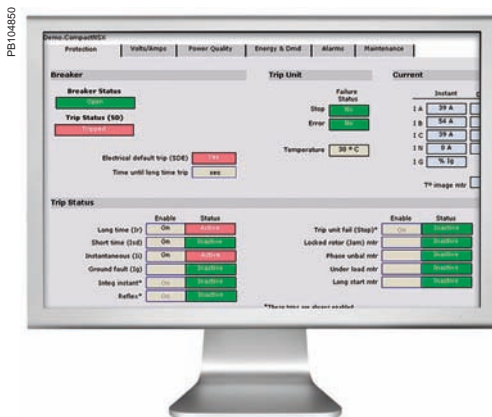 PB104850
Demo.CompactNSX
Protection Volts/Amps Power Quality Energy & Dmd Alarms Maintenance
Breaker
Breaker Status
Open
Trip Status (SD)
Tripped
Electrical default trip (SDE) Yes
Time until long time trip sec
Trip Unit
Failure
Status
Stop No
Error No
Temperature 30 º C
Current
Instant
I A 39 A
I B 54 A
I C 39 A
I N 0 A
I G % Ig
Tº image mtr
Trip Status
Enable Status
Long time (Ir) On Active
Short time (Isd) On Inactive
Instantaneous (Ii) On Active
Ground fault (Ig) Inactive
Integ instant* On Inactive
Reflex* On Inactive
Enable Status
Trip unit fail (Stop)* On Inactive
Locked rotor (Jam) mtr Inactive
Phase unbal mtr Inactive
Under load mtr Inactive
Long start mtr Inactive
*These trips are always enabled